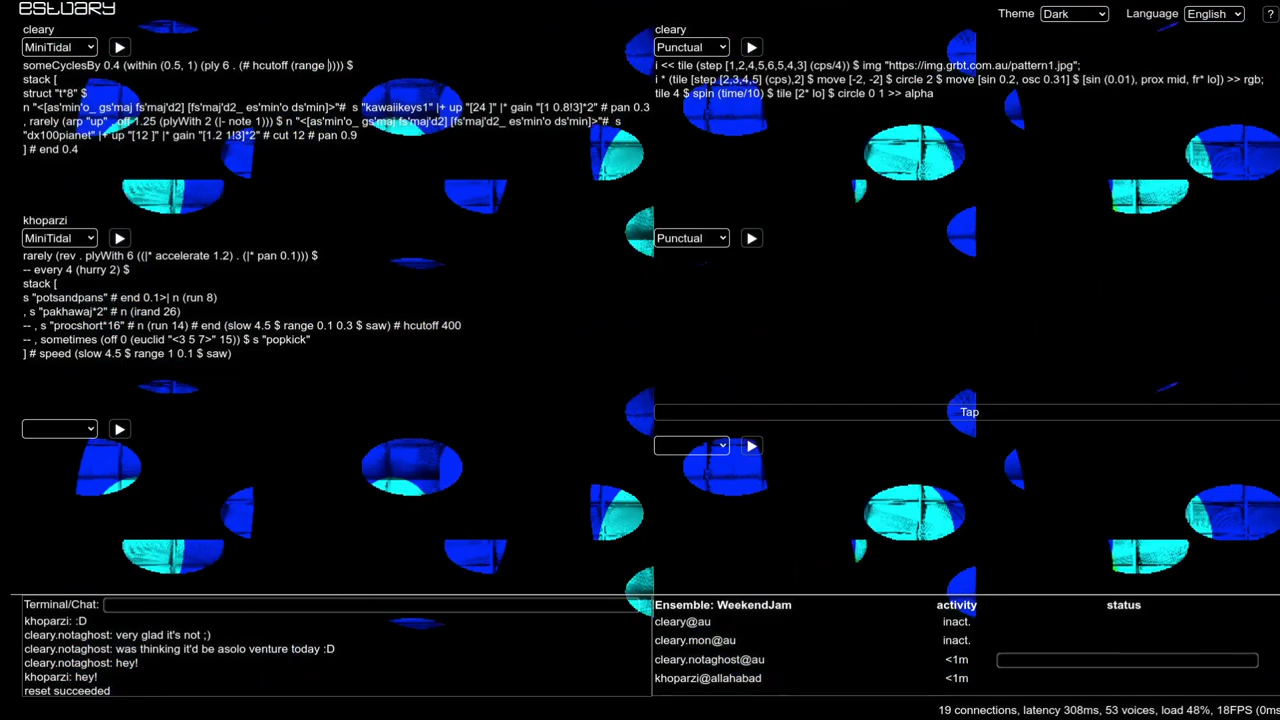 estuary
Theme Dark Language English ?
cleary
MiniTidal
someCyclesBy 0.4 (within (0.5, 1) (ply 6 . (# hcutoff (range )))) $
stack [
struct "t*8" $
n "<[as'min'o_ gs'maj fs'maj'd2] [fs'maj'd2_ es'min'o ds'min]>"# s "kawaiikeys1" |+ up "[24 ]" |* gain "[1 0.8!3]*2" # pan 0.3
, rarely (arp "up" . off 1.25 (plyWith 2 (|- note 1))) $ n "<[as'min'o_ gs'maj fs'maj'd2] [fs'maj'd2_ es'min'o ds'min]>"# s
"dx100pianet" |+ up "[12 ]" |* gain "[1.2 1!3]*2" # cut 12 # pan 0.9
] # end 0.4
cleary
Punctual
i << tile (step [1,2,4,5,6,5,4,3] (cps/4)) $ img "https://img.grbt.com.au/pattern1.jpg";
i * (tile [step [2,3,4,5] (cps),2] $ move [-2, -2] $ circle 2 $ move [sin 0.2, osc 0.31] $ [sin (0.01), prox mid, fr* lo]) >> rgb;
tile 4 $ spin (time/10) $ tile [2* lo] $ circle 0 1 >> alpha
khoparzi
MiniTidal
rarely (rev . plyWith 6 ((|* accelerate 1.2) . (|* pan 0.1))) $
-- every 4 (hurry 2) $
stack [
s "potsandpans" # end 0.1>| n (run 8)
, s "pakhawaj*2" # n (irand 26)
-- , s "procshort*16" # n (run 14) # end (slow 4.5 $ range 0.1 0.3 $ saw) # hcutoff 400
-- , sometimes (off 0 (euclid "<3 5 7>" 15)) $ s "popkick"
] # speed (slow 4.5 $ range 1 0.1 $ saw)
Punctual
Tap
Terminal/Chat:
khoparzi: :D
cleary.notaghost: very glad it's not ;)
cleary.notaghost: was thinking it'd be asolo venture today :D
cleary.notaghost: hey!
khoparzi: hey!
reset succeeded
Ensemble: WeekendJam activity status
cleary@au inact.
cleary.mon@au inact.
cleary.notaghost@au <1m
khoparzi@allahabad <1m
19 connections, latency 308ms, 53 voices, load 48%, 18FPS (0ms